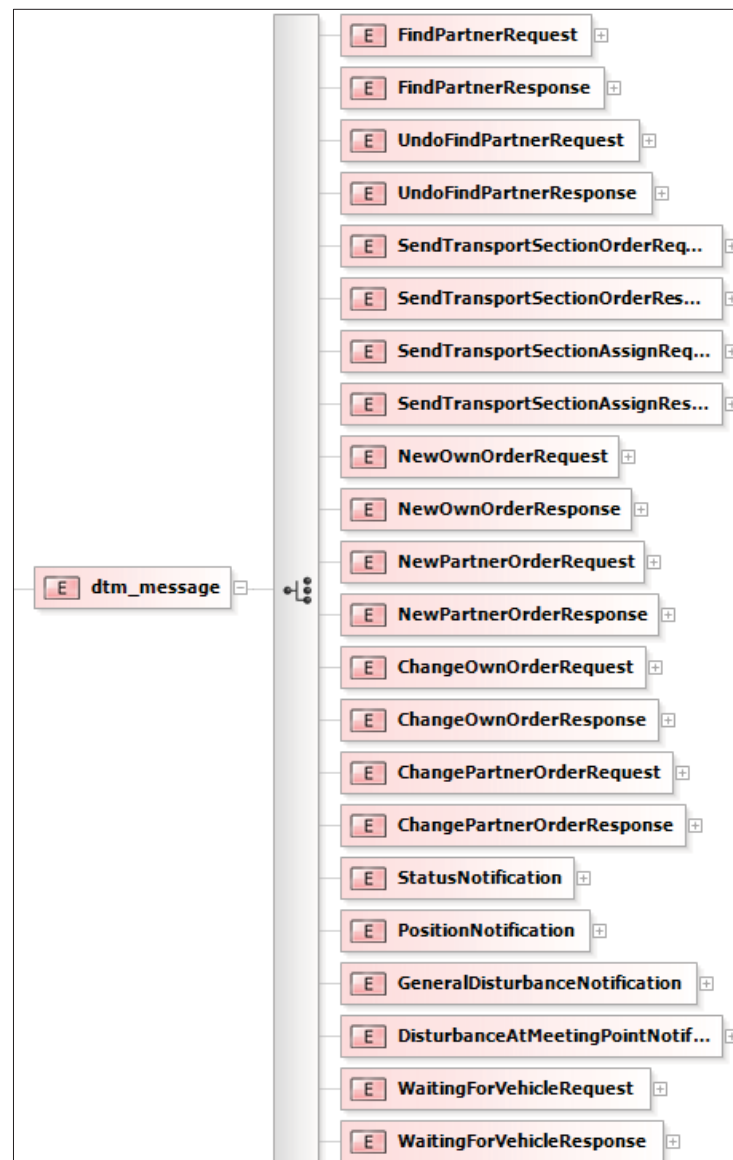 E FindPartnerRequest
E FindPartnerResponse
E UndoFindPartnerRequest
E UndoFindPartnerResponse
E SendTransportSectionOrderReq...
E SendTransportSectionOrderRes...
E SendTransportSectionAssignReq...
E SendTransportSectionAssignRes...
E NewOwnOrderRequest
E NewOwnOrderResponse
E NewPartnerOrderRequest
E dtm_message
E NewPartnerOrderResponse
E ChangeOwnOrderRequest
E ChangeOwnOrderResponse
E ChangePartnerOrderRequest
E ChangePartnerOrderResponse
E StatusNotification
E PositionNotification
E GeneralDisturbanceNotification
E DisturbanceAtMeetingPointNotif...
E WaitingForVehicleRequest
E WaitingForVehicleResponse